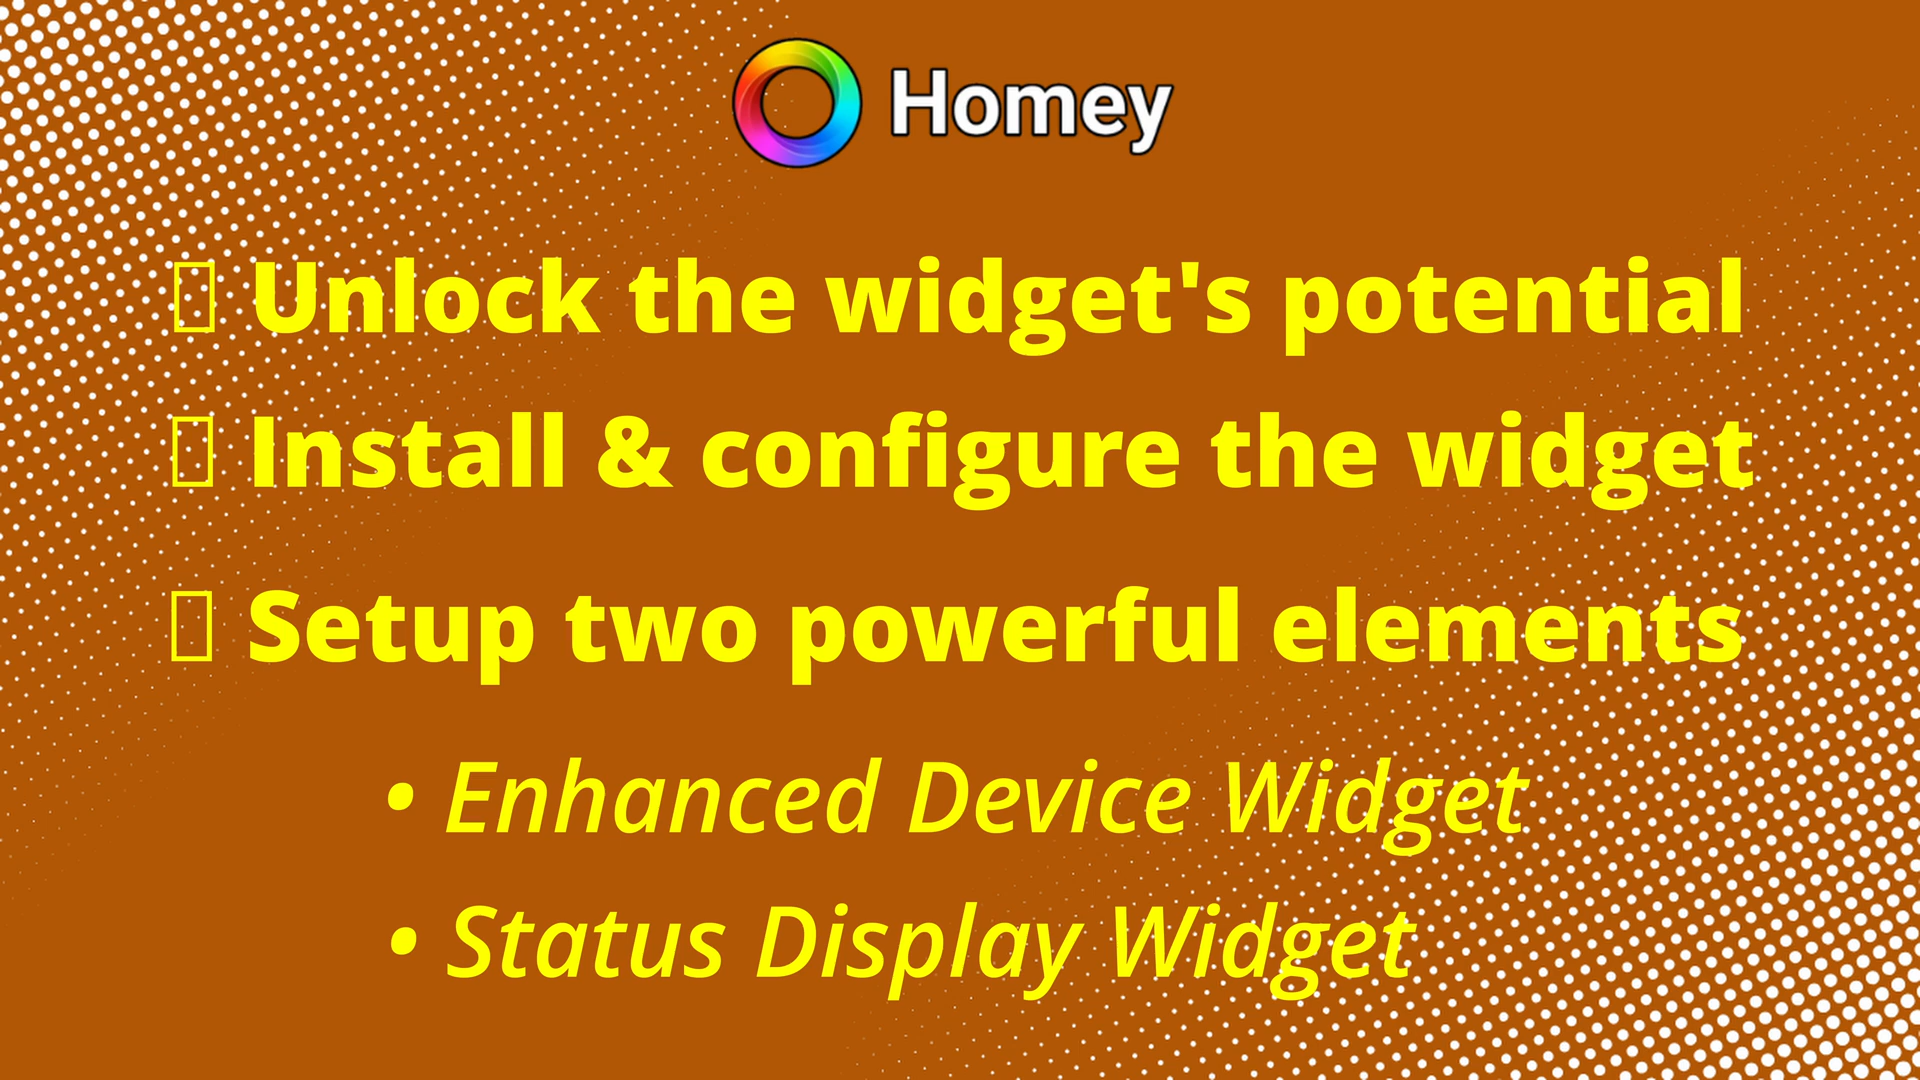 Homey
▯ Unlock the widget's potential
▯ Install & configure the widget
▯ Setup two powerful elements
• Enhanced Device Widget
• Status Display Widget